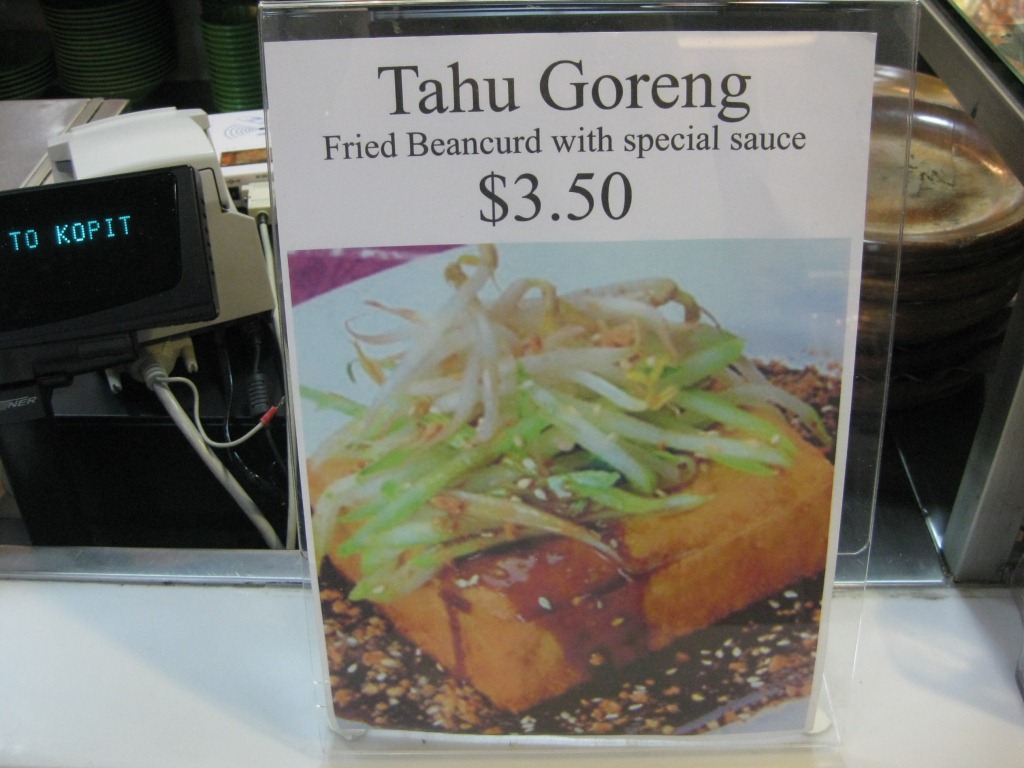 Tahu Goreng
Fried Beancurd with special sauce
$3.50
TO KOPIT